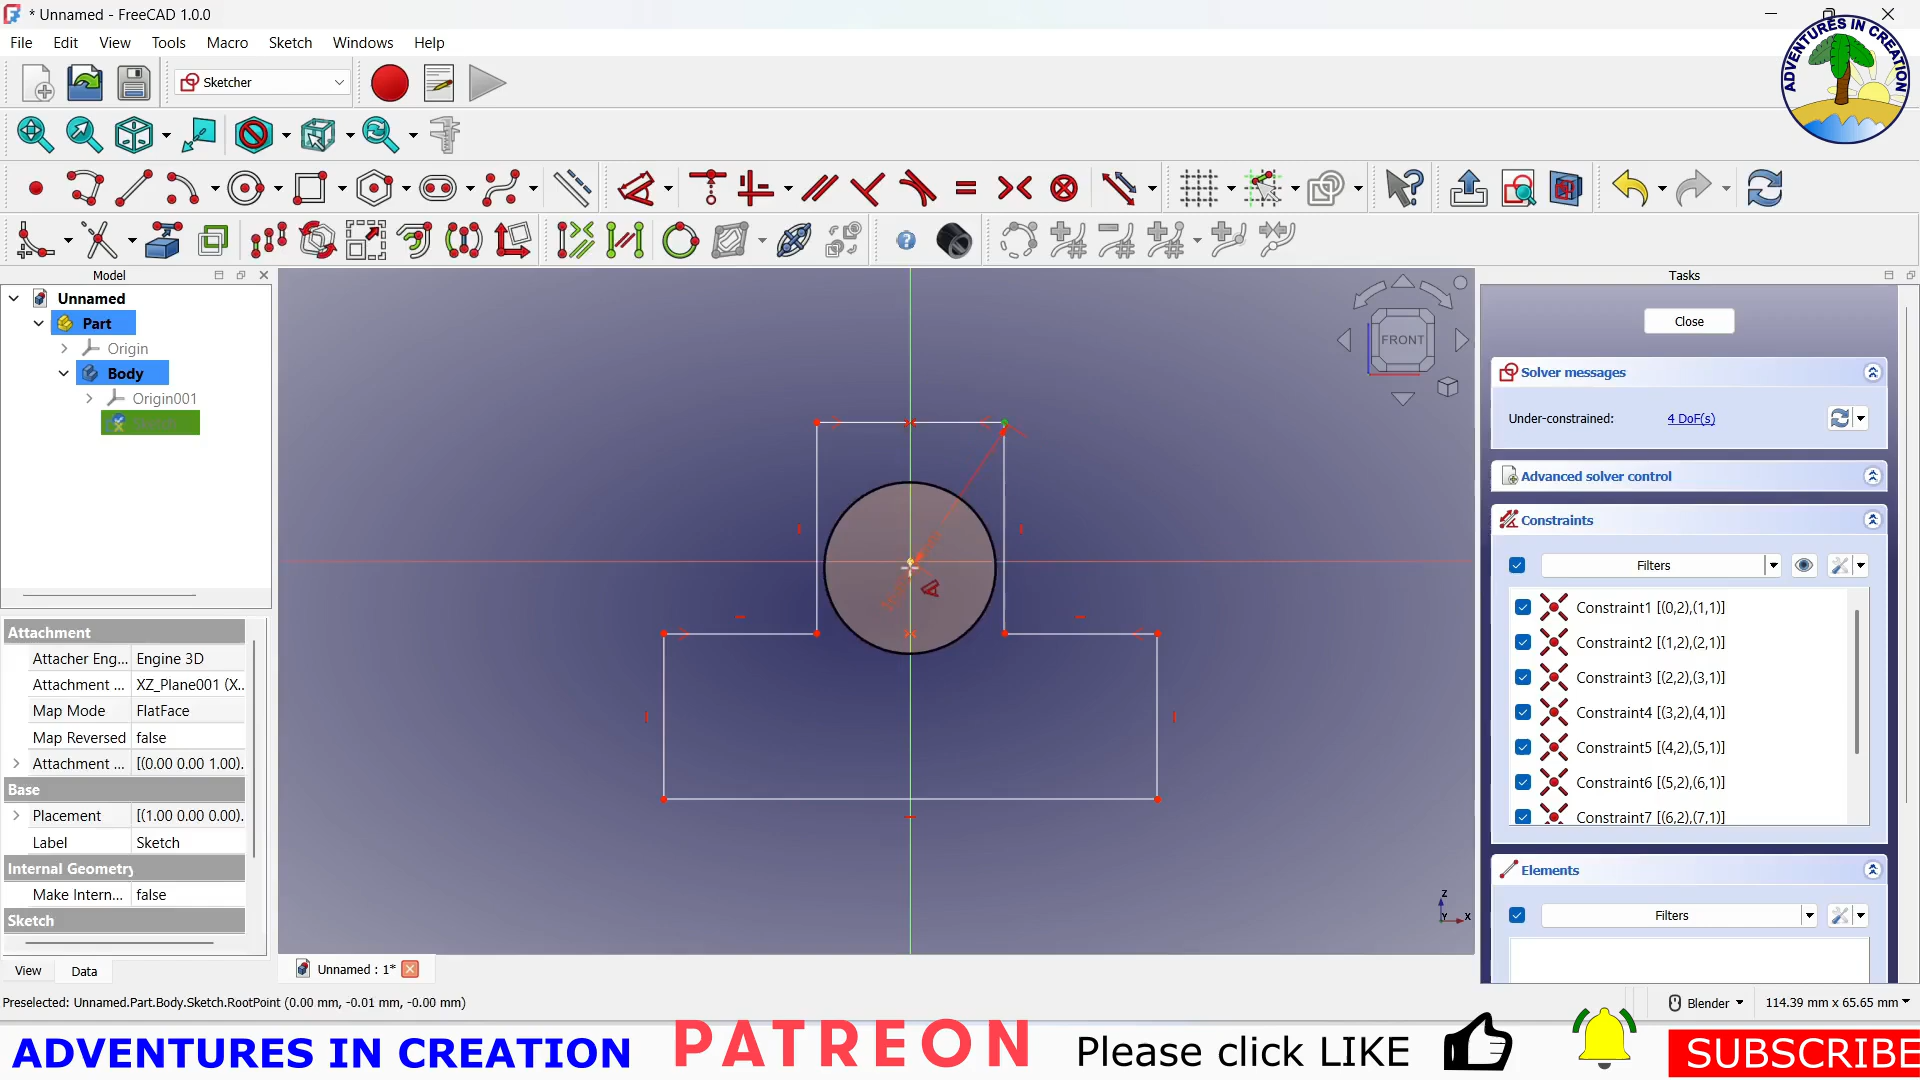 * Unnamed - FreeCAD 1.0.0
File Edit View Tools Macro Sketch Windows Help
ADVENTURES IN CREATION
Sketcher
Model
Unnamed
Part
Origin
Body
Origin001
Attachment
Attacher Eng... Engine 3D
Attachment ... XZ_Plane001 (X..
Map Mode FlatFace
Map Reversed false
Attachment ... [(0.00 0.00 1.00).
Base
Placement [(1.00 0.00 0.00).
Label Sketch
Internal Geometry
Make Intern... false
Sketch
View Data
FRONT
Z
Y X
Unnamed : 1*
Tasks
Close
Solver messages
Under-constrained: 4 DoF(s)
Advanced solver control
Constraints
Filters
Constraint1 [(0,2),(1,1)]
Constraint2 [(1,2),(2,1)]
Constraint3 [(2,2),(3,1)]
Constraint4 [(3,2),(4,1)]
Constraint5 [(4,2),(5,1)]
Constraint6 [(5,2),(6,1)]
Constraint7 [(6,2),(7,1)]
Elements
Filters
Preselected: Unnamed.Part.Body.Sketch.RootPoint (0.00 mm, -0.01 mm, -0.00 mm)
Blender 114.39 mm x 65.65 mm
ADVENTURES IN CREATION PATREON Please click LIKE SUBSCRIBE